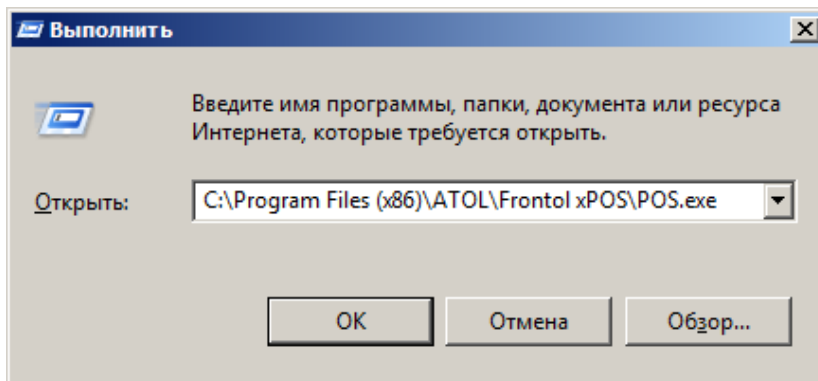 Выполнить
Введите имя программы, папки, документа или ресурса
Интернета, которые требуется открыть.
Открыть: C:\Program Files (x86)\ATOL\Frontol xPOS\POS.exe
ОК Отмена Обзор...